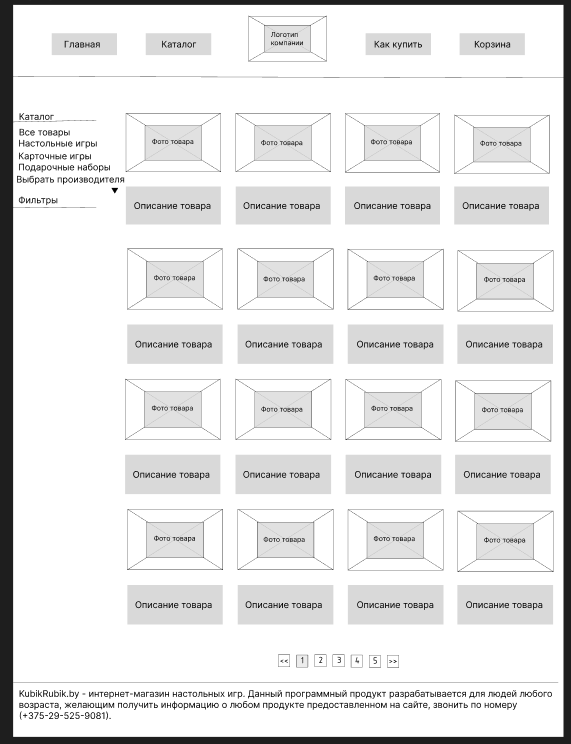 Главная Каталог Логотип компании Как купить Корзина
Каталог
Все товары
Настольные игры
Карточные игры
Подарочные наборы
Выбрать производителя
Фильтры
Фото товара Фото товара Фото товара Фото товара
Описание товара Описание товара Описание товара Описание товара
Фото товара Фото товара Фото товара Фото товара
Описание товара Описание товара Описание товара Описание товара
Фото товара Фото товара Фото товара Фото товара
Описание товара Описание товара Описание товара Описание товара
Фото товара Фото товара Фото товара Фото товара
Описание товара Описание товара Описание товара Описание товара
<< 1 2 3 4 5 >>
KubikRubik.by - интернет-магазин настольных игр. Данный программный продукт разрабатывается для людей любого
возраста, желающим получить информацию о любом продукте предоставленном на сайте, звонить по номеру
(+375-29-525-9081).